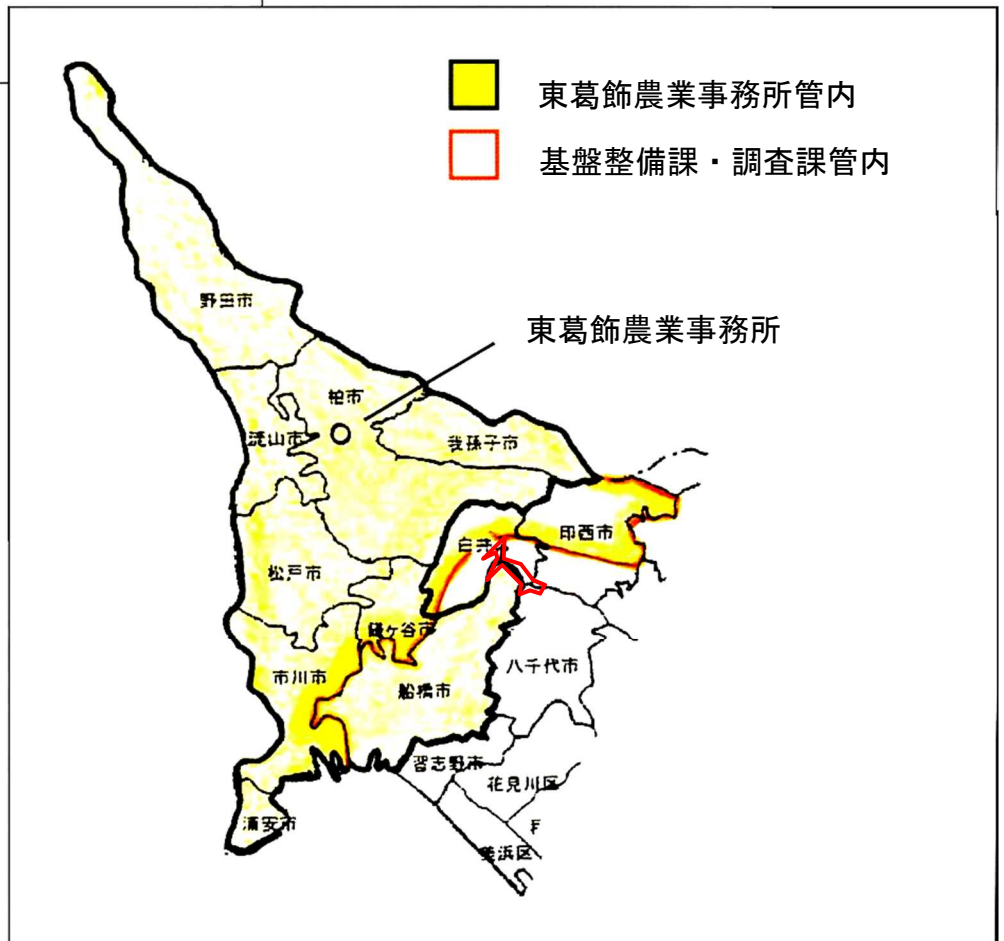 東葛飾農業事務所管内
基盤整備課・調査課管内
野田市
東葛飾農業事務所
柏市
流山市
我孫子市
印西市
白井
松戸市
鎌ヶ谷市
市川市
船橋市
八千代市
習志野市
花見川区
浦安市
美浜区